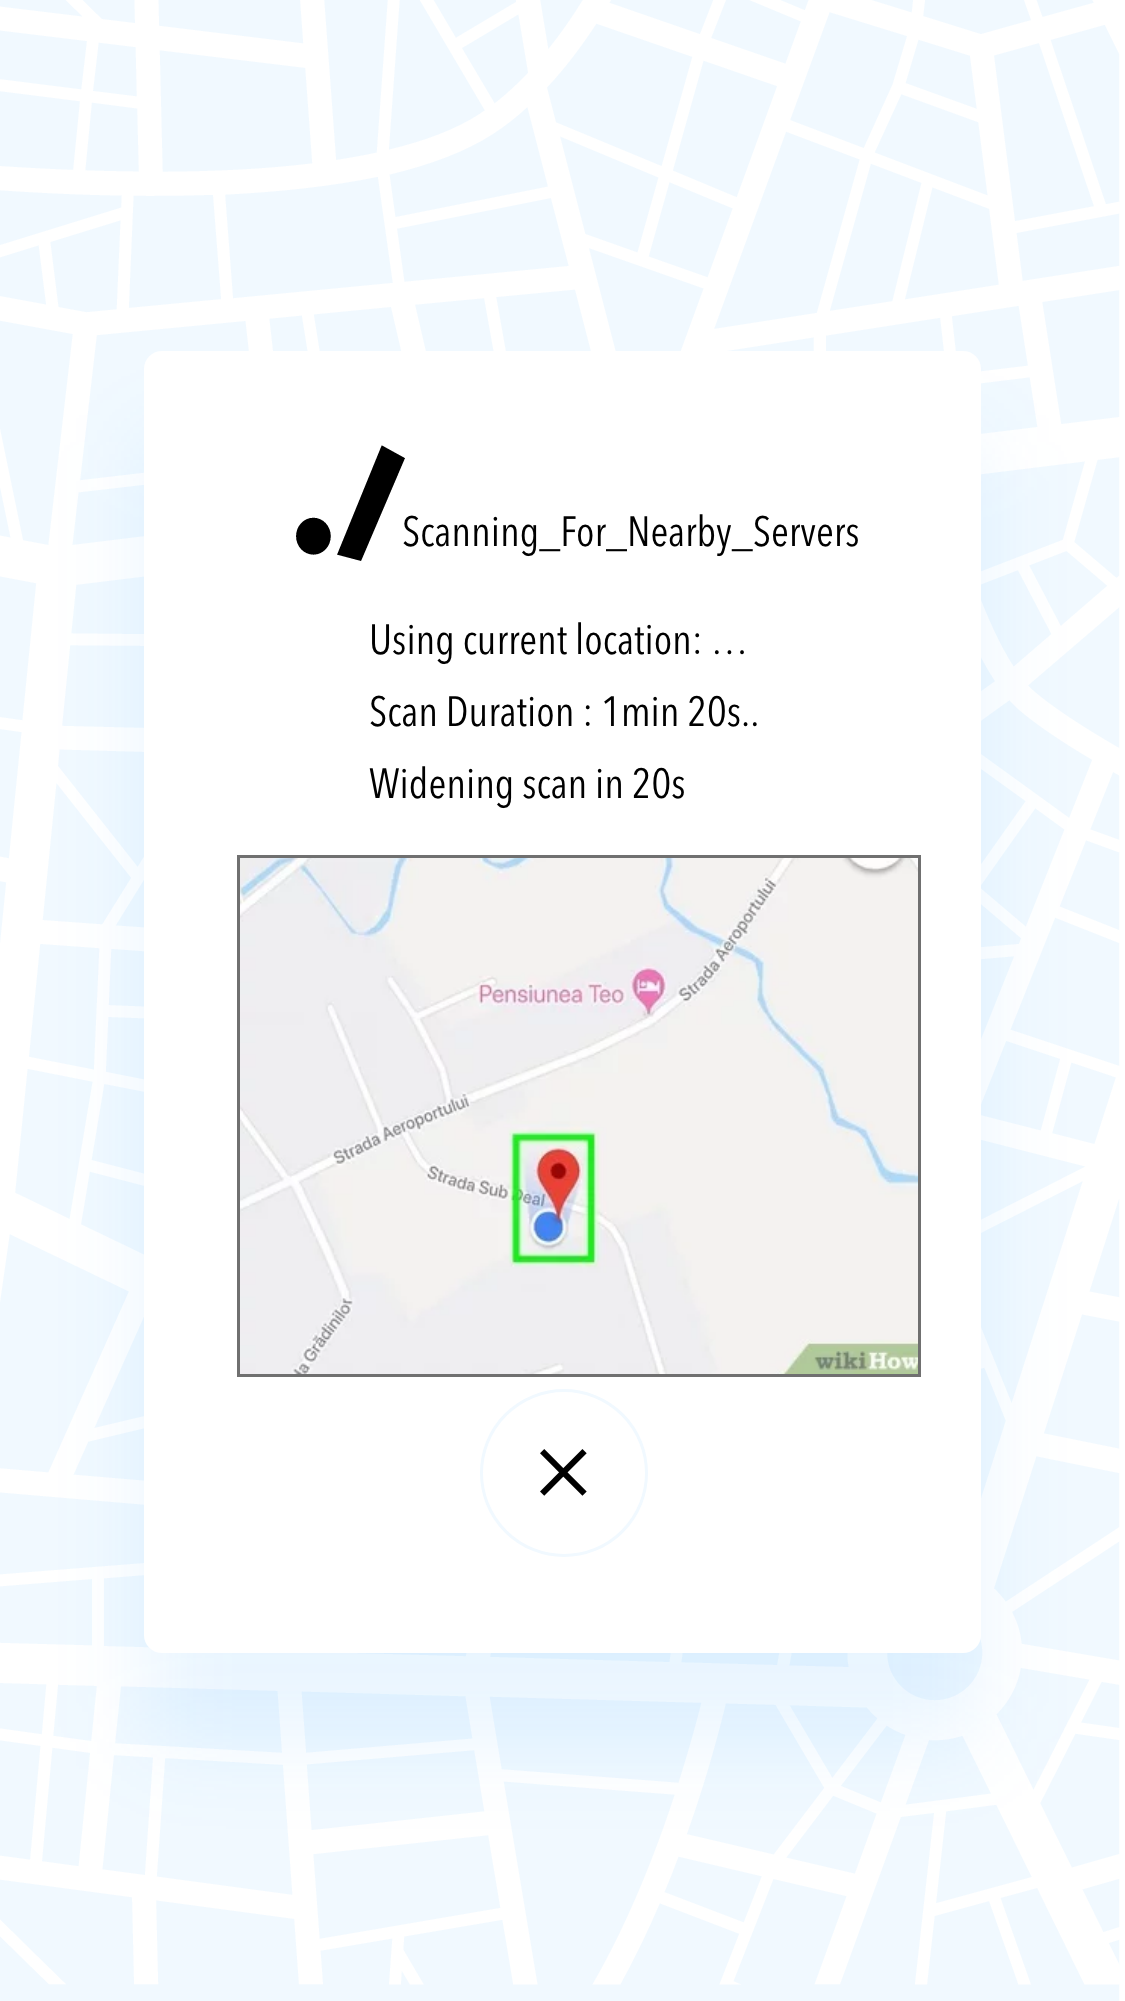 ./ Scanning_For_Nearby_Servers
Using current location: ...
Scan Duration : 1min 20s..
Widening scan in 20s
Strada Aeroportului
Pensiunea Teo
Strada Aeroportului
Strada Sub Deal
la Grădinilor
wikiHow